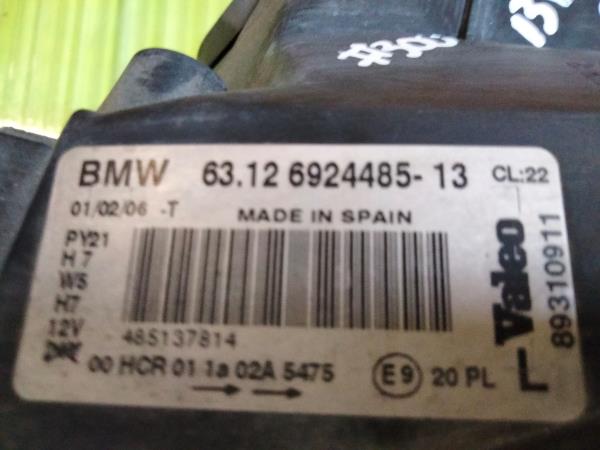 BMW 63.12 6924485-13 CL:22
01/02/06 -T MADE IN SPAIN
PY21
H7
W5
H7
12V
485137814
00 HCR 01 1a 02A 5475 E9 20 PL
L Valeo
89310911